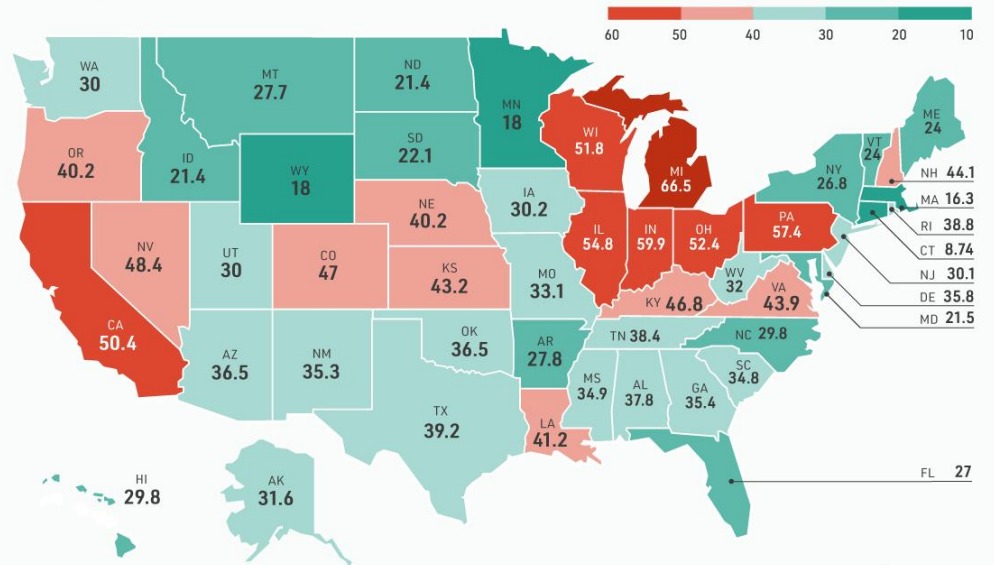 60 50 40 30 20 10
WA
30
MT
27.7
ND
21.4
MN
18
ME
24
OR
40.2
ID
21.4
WY
18
SD
22.1
WI
51.8
MI
66.5
VT
24
NY
26.8
NH 44.1
MA 16.3
RI 38.8
CT 8.74
NJ 30.1
DE 35.8
MD 21.5
NV
48.4
UT
30
CO
47
NE
40.2
KS
43.2
IA
30.2
MO
33.1
IL
54.8
IN
59.9
OH
52.4
PA
57.4
WV
32
VA
43.9
KY 46.8
CA
50.4
AZ
36.5
NM
35.3
OK
36.5
AR
27.8
TN 38.4
NC 29.8
SC
34.8
MS
34.9
AL
37.8
GA
35.4
TX
39.2
LA
41.2
FL 27
HI
29.8
AK
31.6